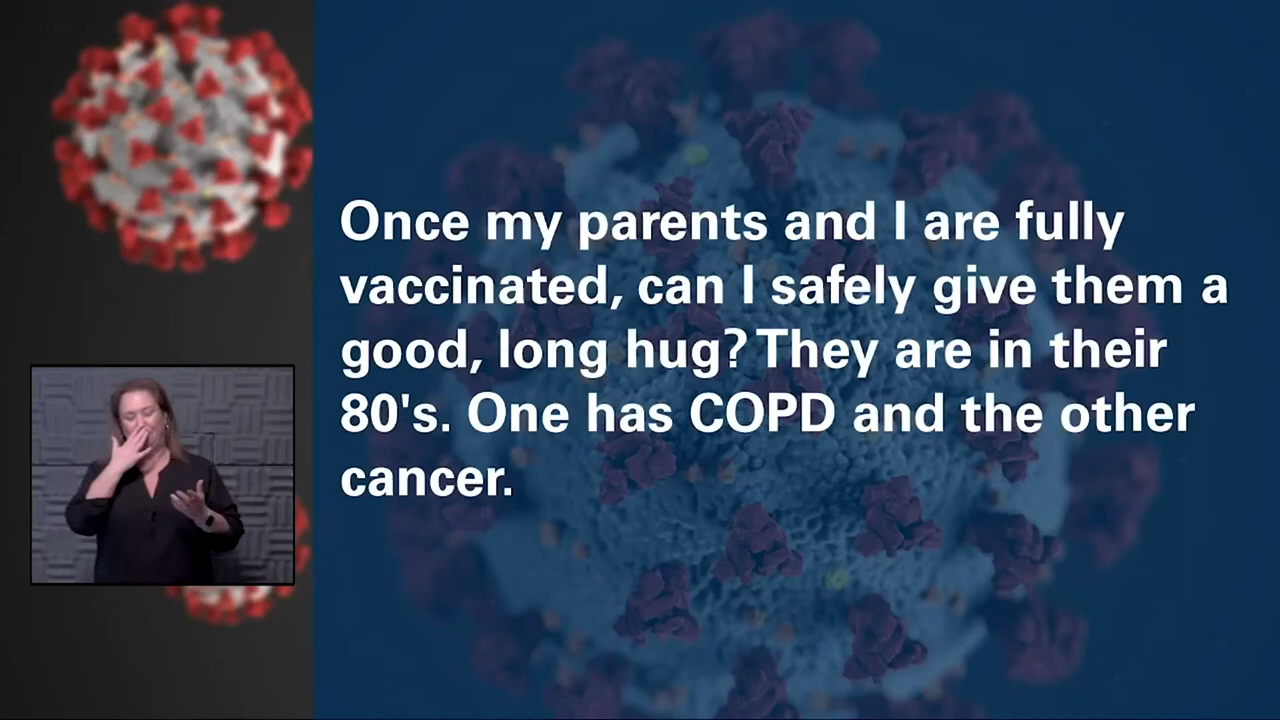 Once my parents and I are fully
vaccinated, can I safely give them a
good, long hug? They are in their
80's. One has COPD and the other
cancer.